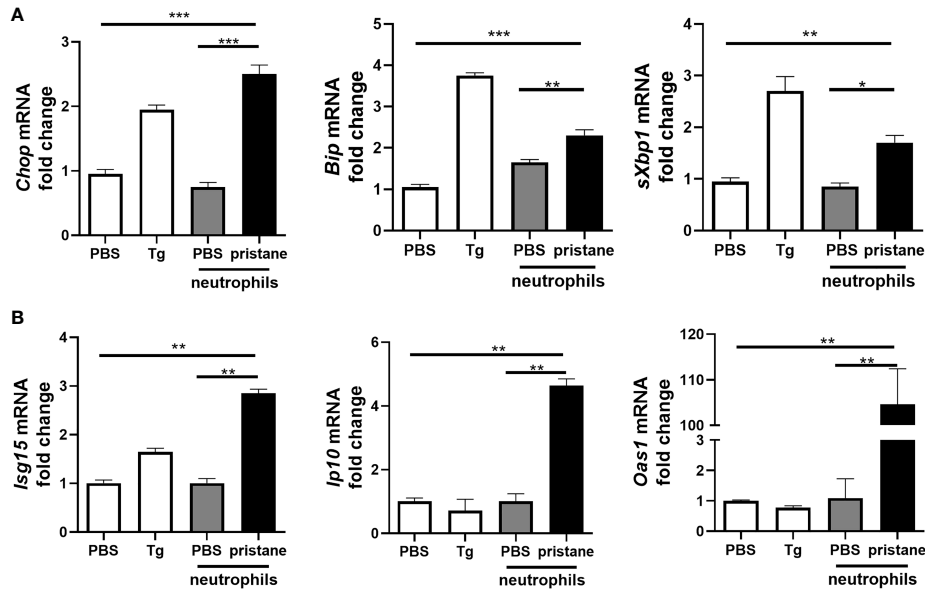 A
Chop mRNA
fold change
3
2
1
0
***
***
PBS
Tg
PBS
pristane
neutrophils
Bip mRNA
fold change
5
4
3
2
1
0
***
**
PBS
Tg
PBS
pristane
neutrophils
sXbp1 mRNA
fold change
4
3
2
1
0
**
*
PBS
Tg
PBS
pristane
neutrophils
B
Isg15 mRNA
fold change
4
3
2
1
0
**
**
PBS
Tg
PBS
pristane
neutrophils
Ip10 mRNA
fold change
6
4
2
0
**
**
PBS
Tg
PBS
pristane
neutrophils
Oas1 mRNA
fold change
120
110
100
3
2
1
0
**
**
PBS
Tg
PBS
pristane
neutrophils